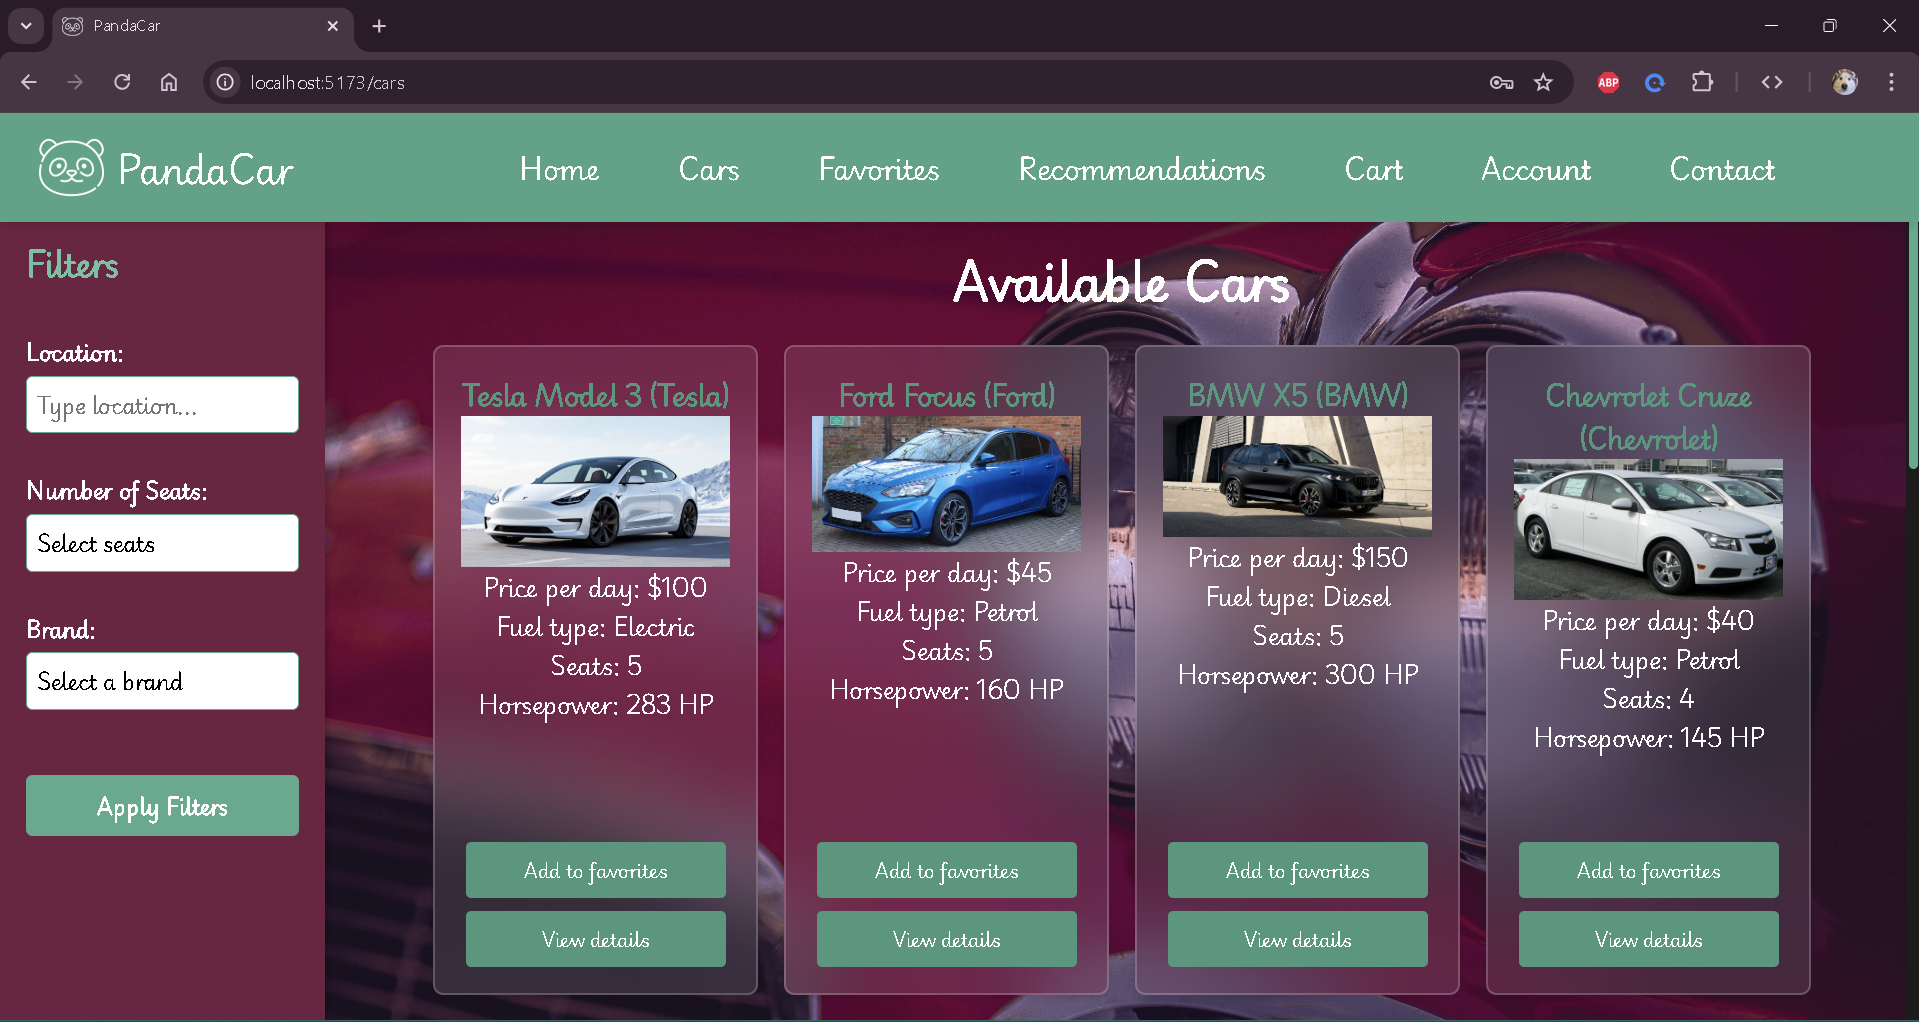 PandaCar
localhost:5173/cars
ABP
PandaCar
Home
Cars
Favorites
Recommendations
Cart
Account
Contact
Filters
Location:
Type location...
Number of Seats:
Select seats
Brand:
Select a brand
Apply Filters
Available Cars
Tesla Model 3 (Tesla)
Price per day: $100
Fuel type: Electric
Seats: 5
Horsepower: 283 HP
Add to favorites
View details
Ford Focus (Ford)
Price per day: $45
Fuel type: Petrol
Seats: 5
Horsepower: 160 HP
Add to favorites
View details
BMW X5 (BMW)
Price per day: $150
Fuel type: Diesel
Seats: 5
Horsepower: 300 HP
Add to favorites
View details
Chevrolet Cruze
(Chevrolet)
Price per day: $40
Fuel type: Petrol
Seats: 4
Horsepower: 145 HP
Add to favorites
View details